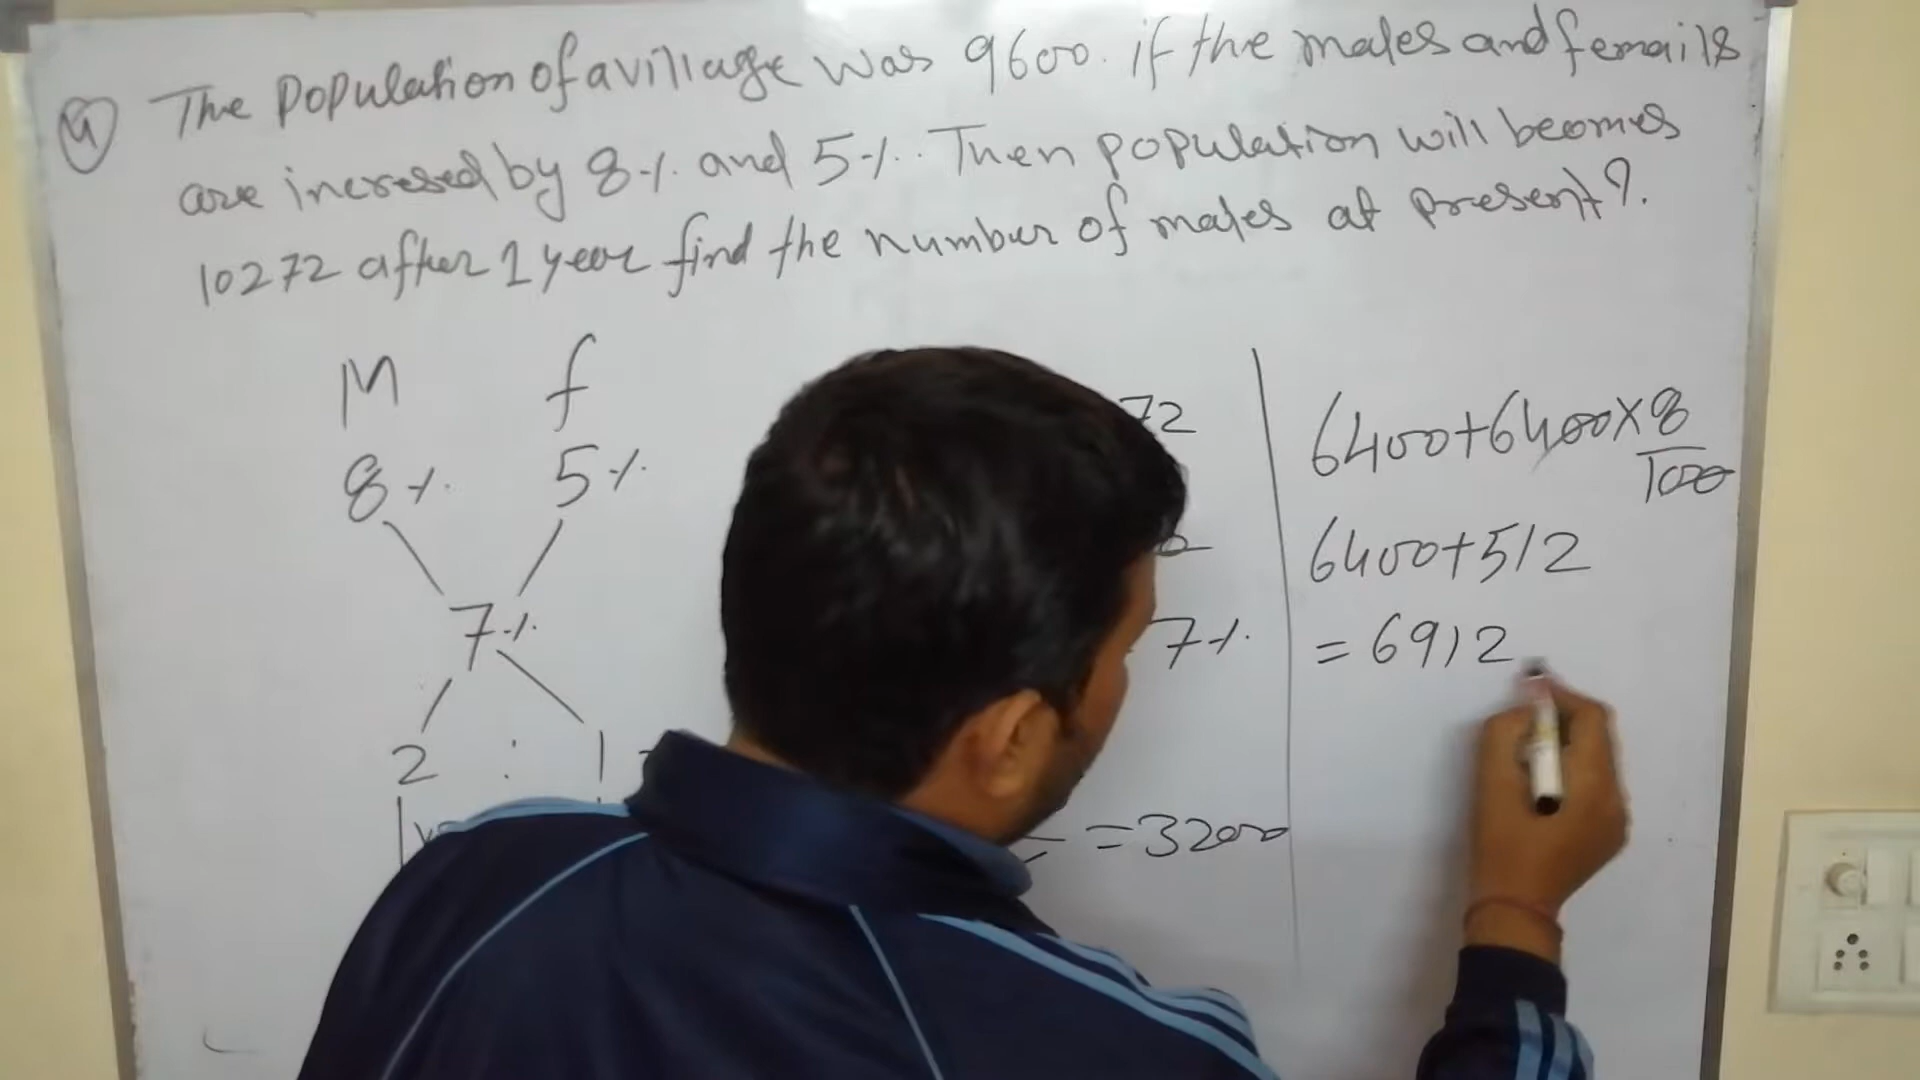 Q The Population of a villiage was 9600. if the males and femails
are incresed by 8% and 5%. Then population will becomes
10272 after 1 year find the number of males at present?.
M f
8% 5%
7%
2 : 1
72
7%
= 3200
6400+6400×8
100
6400+512
= 6912